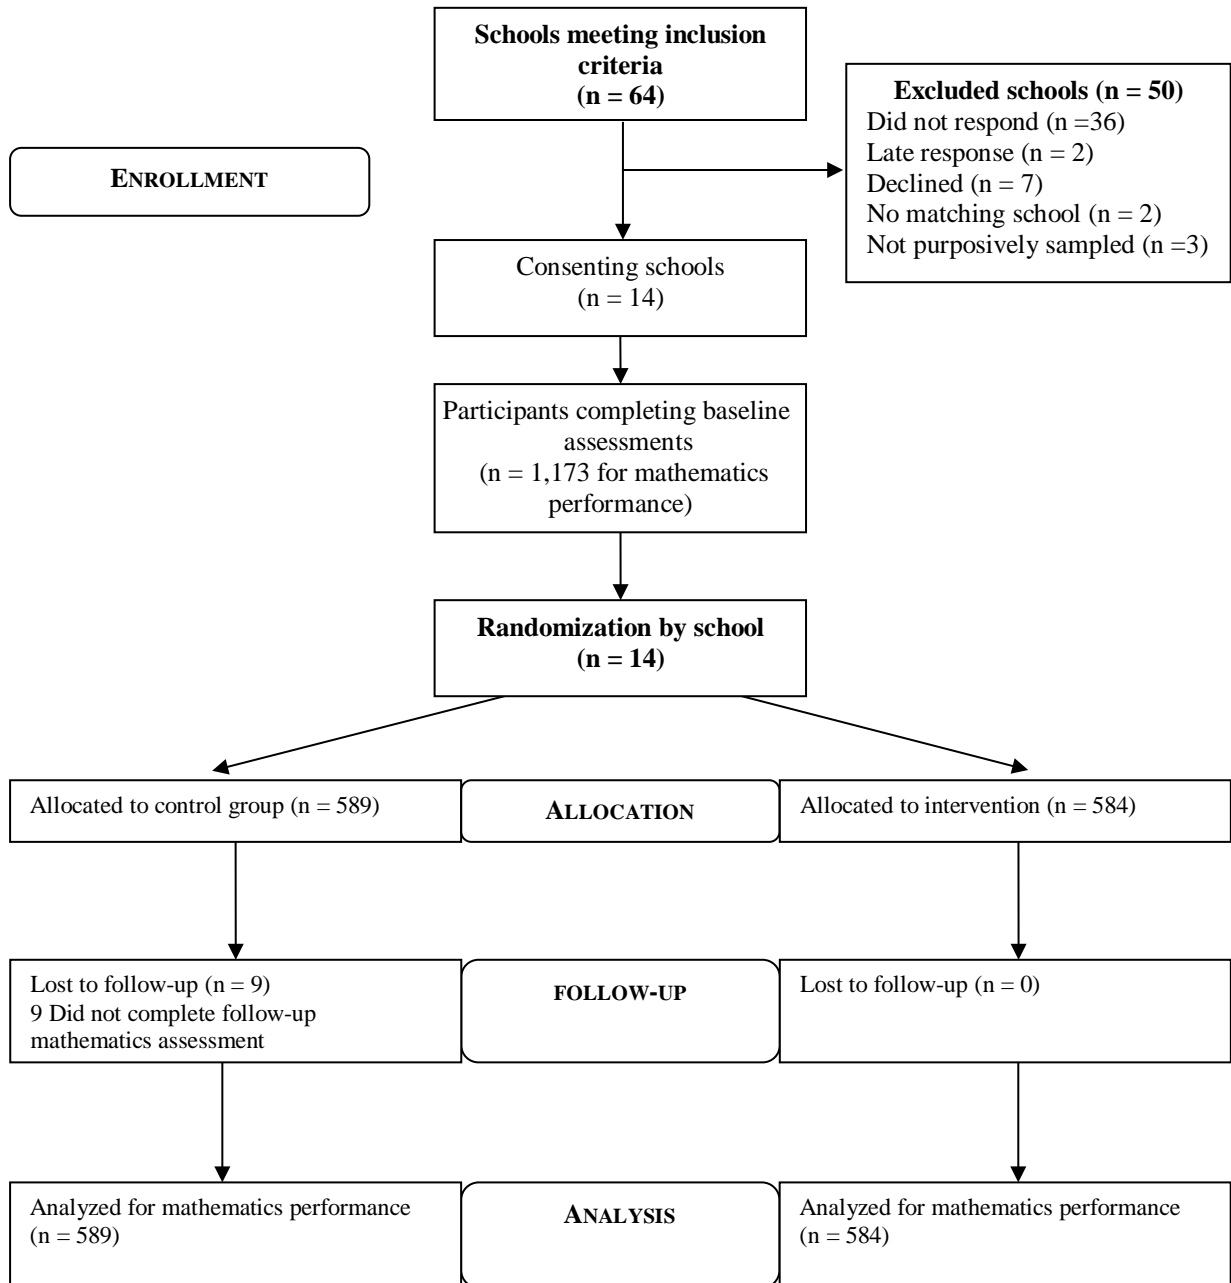 Schools meeting inclusion
criteria
(n = 64)
Excluded schools (n = 50)
Did not respond (n =36)
Late response (n = 2)
Declined (n = 7)
No matching school (n = 2)
Not purposively sampled (n =3)
ENROLLMENT
Consenting schools
(n = 14)
Participants completing baseline
assessments
(n = 1,173 for mathematics
performance)
Randomization by school
(n = 14)
Allocated to control group (n = 589)
ALLOCATION
Allocated to intervention (n = 584)
Lost to follow-up (n = 9)
9 Did not complete follow-up
mathematics assessment
FOLLOW-UP
Lost to follow-up (n = 0)
Analyzed for mathematics performance
(n = 589)
ANALYSIS
Analyzed for mathematics performance
(n = 584)